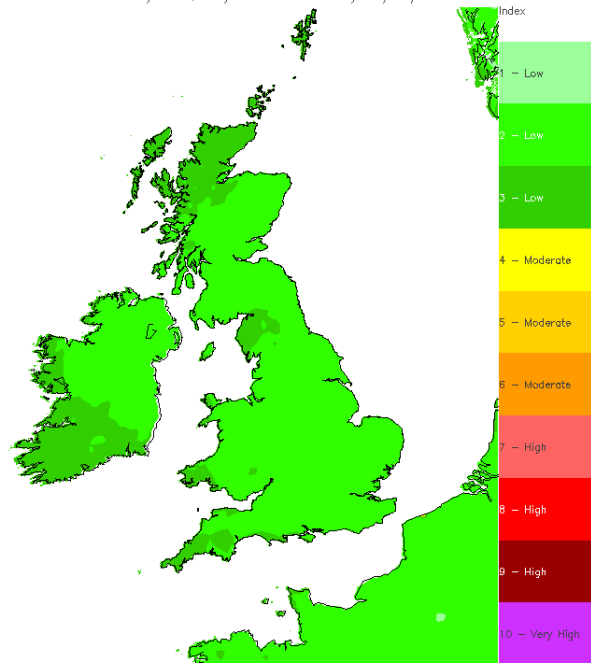 Index
1 - Low
2 - Low
3 - Low
4 - Moderate
5 - Moderate
6 - Moderate
7 - High
8 - High
9 - High
10 - Very High